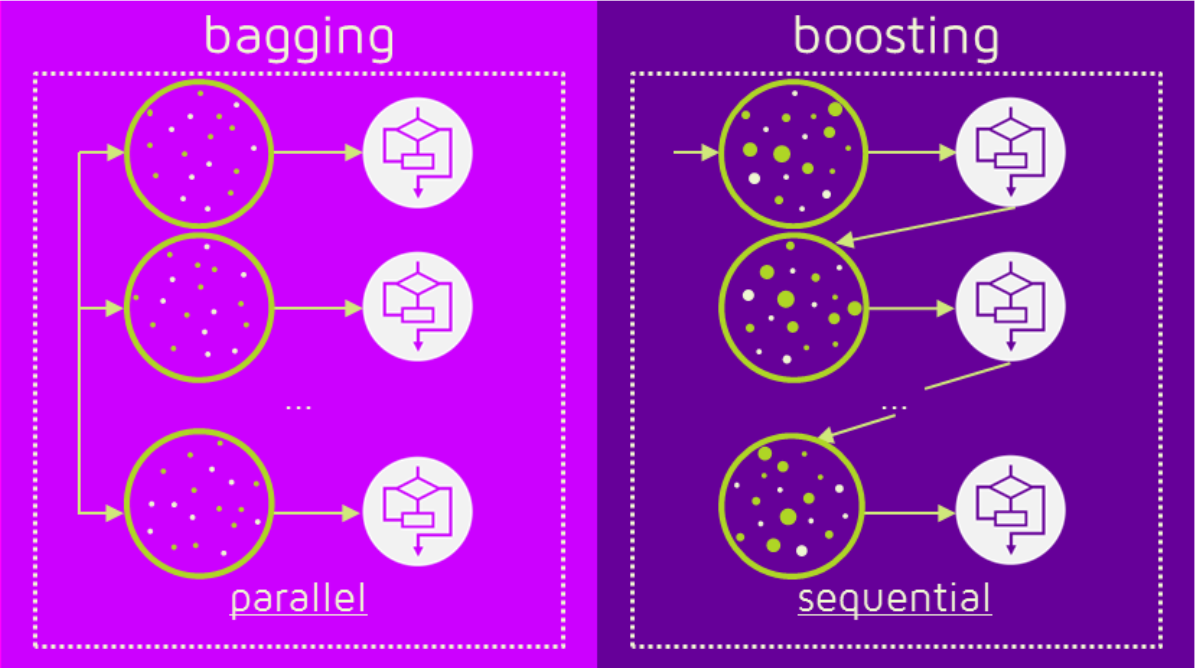 bagging
...
parallel
boosting
...
sequential